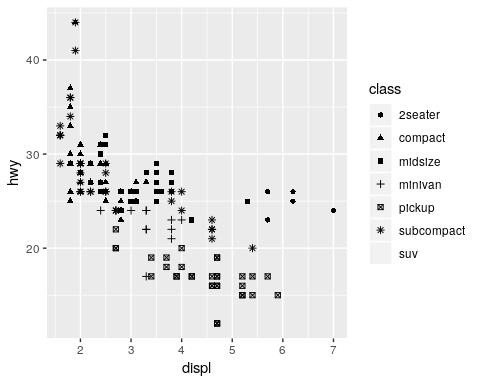 40
30
20
hwy
2
3
4
5
6
7
displ
class
2seater
compact
midsize
minivan
pickup
subcompact
suv